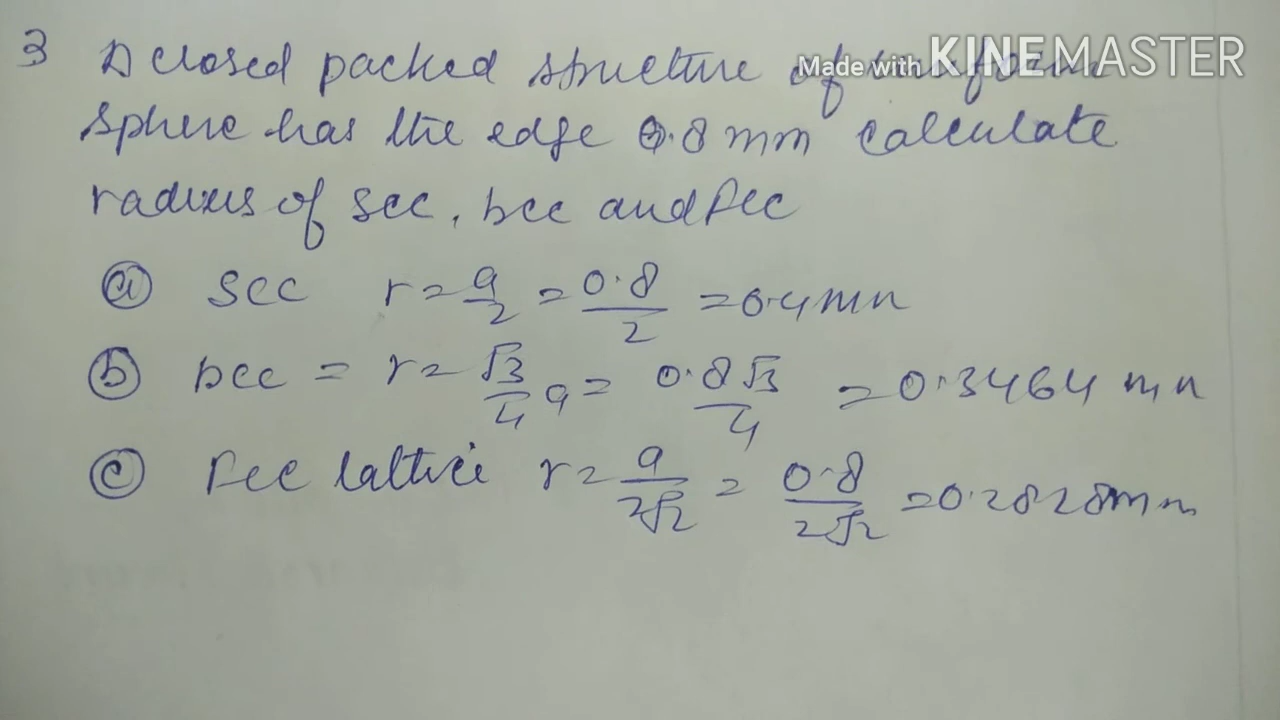 3 A closed packed structure of uniform
Made with KINEMASTER
sphere has the edge 0.8 mm calculate
radius of scc, bcc and fcc
(a) scc r = a/2 = 0.8/2 = 0.4 mm
(b) bcc = r = √3/4 a = 0.8√3/4 = 0.3464 mm
(c) fcc lattice r = a/2√2 = 0.8/2√2 = 0.2828 mm